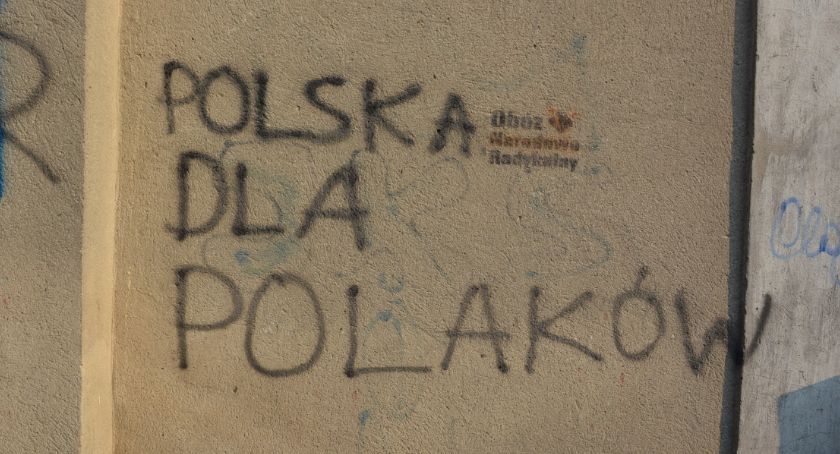 POLSKA
Obóz
Narodowo
Radykalny
DLA
POLAKÓW